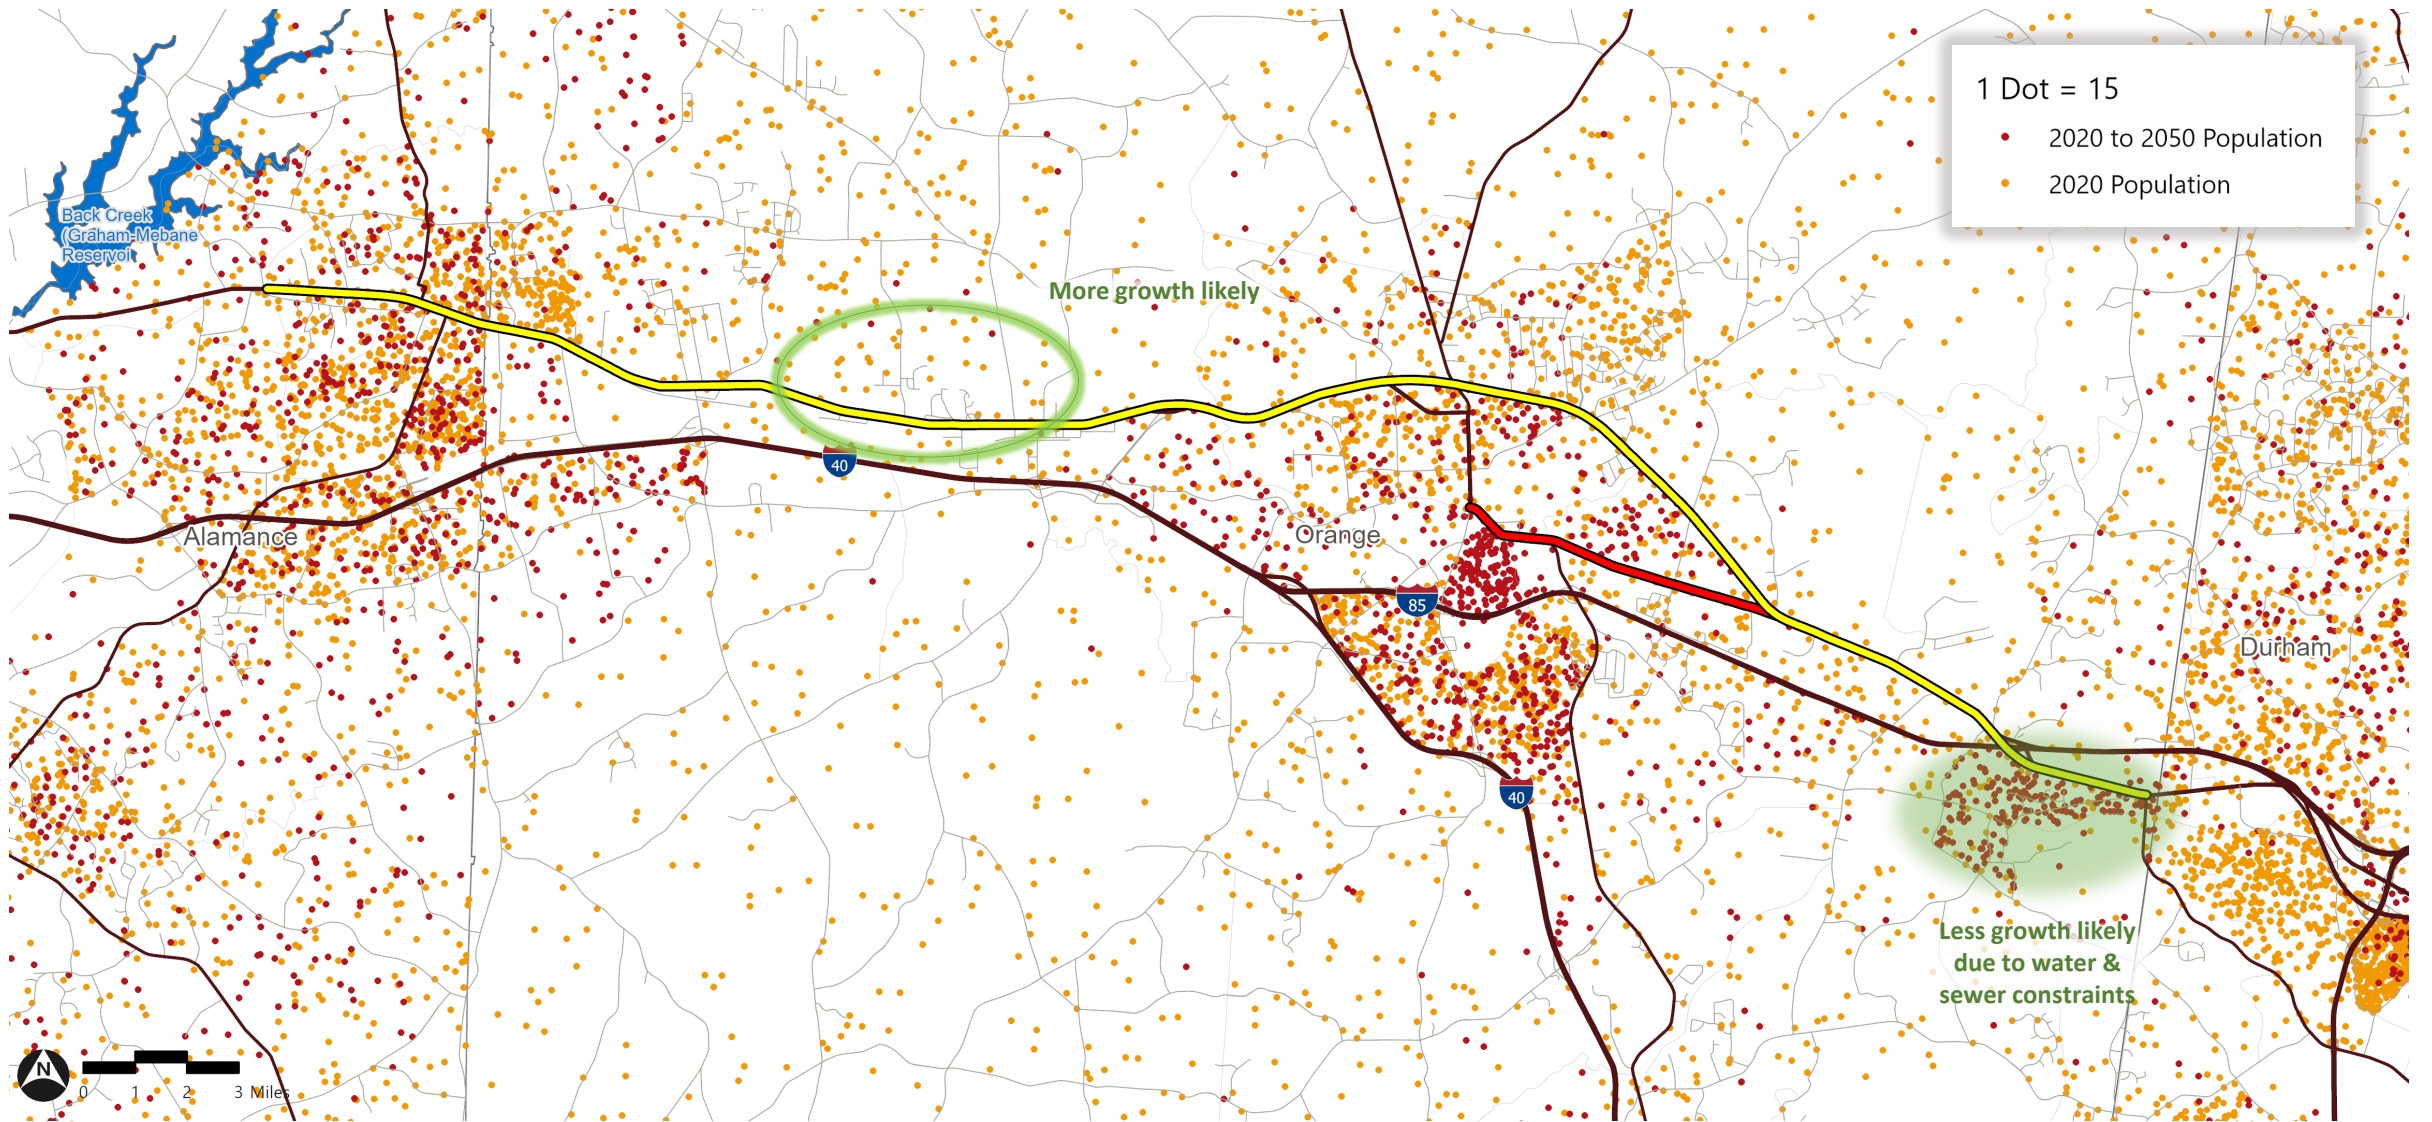 1 Dot = 15
2020 to 2050 Population
2020 Population
Back Creek
(Graham-Mebane
Reservoi
More growth likely
40
Alamance
Orange
85
Durham
40
Less growth likely
due to water &
sewer constraints
N
0 1 2 3 Miles